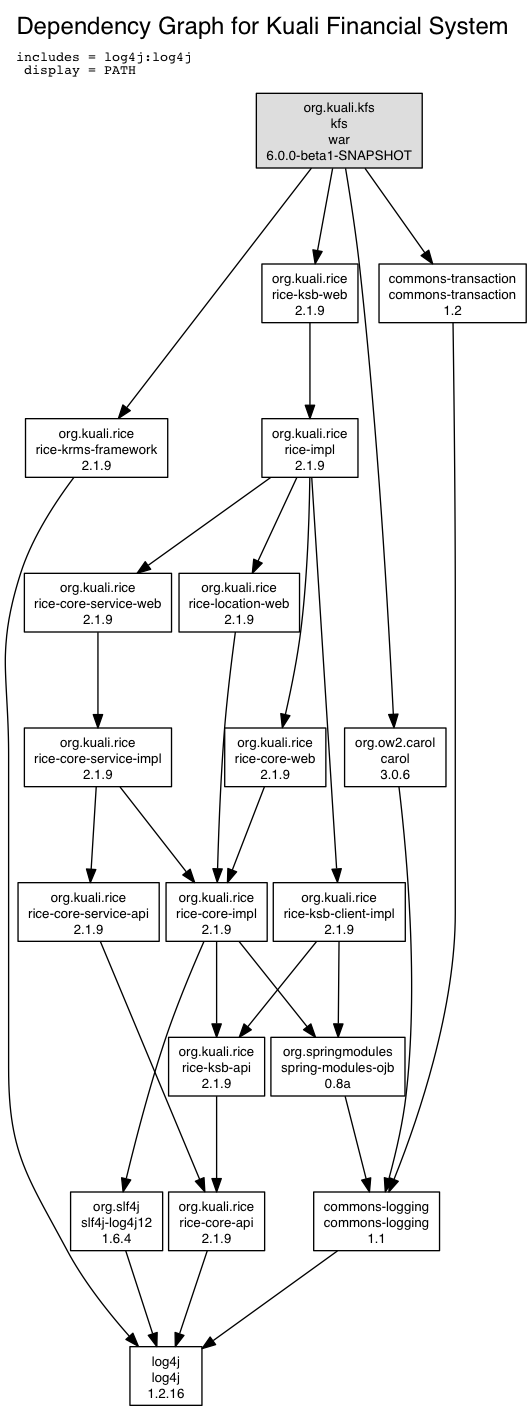 Dependency Graph for Kuali Financial System
includes = log4j:log4j
display = PATH
org.kuali.kfs
kfs
war
6.0.0-beta1-SNAPSHOT
org.kuali.rice
rice-ksb-web
2.1.9
commons-transaction
commons-transaction
1.2
org.kuali.rice
rice-krms-framework
2.1.9
org.kuali.rice
rice-impl
2.1.9
org.kuali.rice
rice-core-service-web
2.1.9
org.kuali.rice
rice-location-web
2.1.9
org.kuali.rice
rice-core-service-impl
2.1.9
org.kuali.rice
rice-core-web
2.1.9
org.ow2.carol
carol
3.0.6
org.kuali.rice
rice-core-service-api
2.1.9
org.kuali.rice
rice-core-impl
2.1.9
org.kuali.rice
rice-ksb-client-impl
2.1.9
org.kuali.rice
rice-ksb-api
2.1.9
org.springmodules
spring-modules-ojb
0.8a
org.slf4j
slf4j-log4j12
1.6.4
org.kuali.rice
rice-core-api
2.1.9
commons-logging
commons-logging
1.1
log4j
log4j
1.2.16